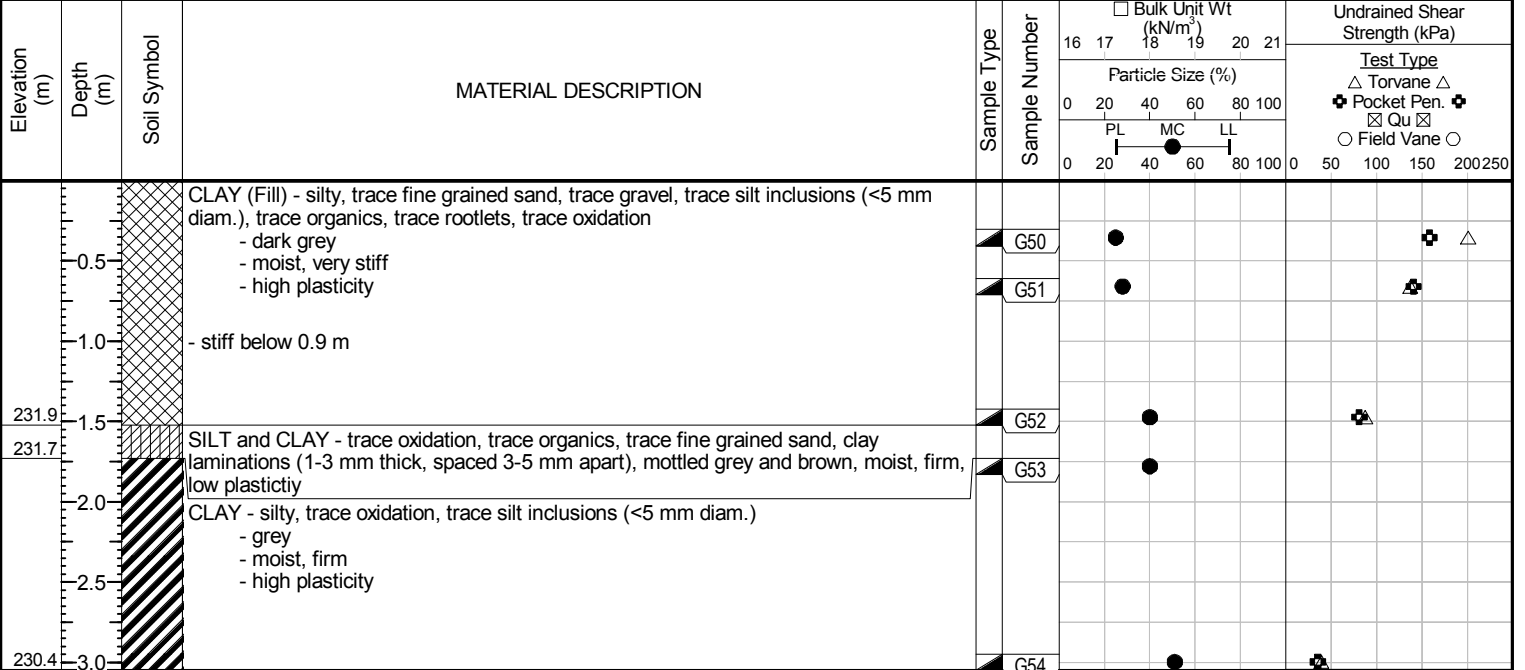 Elevation
(m)
Depth
(m)
Soil Symbol
MATERIAL DESCRIPTION
Sample Type
Sample Number
Bulk Unit Wt
(kN/m³)
16 17 18 19 20 21
Particle Size (%)
0 20 40 60 80 100
PL MC LL
0 20 40 60 80 100
Undrained Shear
Strength (kPa)
Test Type
△ Torvane △
Pocket Pen.
☒ Qu ☒
○ Field Vane ○
0 50 100 150 200 250
CLAY (Fill) - silty, trace fine grained sand, trace gravel, trace silt inclusions (<5 mm
diam.), trace organics, trace rootlets, trace oxidation
- dark grey
G50
-0.5
- moist, very stiff
- high plasticity
G51
-1.0
- stiff below 0.9 m
231.9
-1.5
G52
231.7
SILT and CLAY - trace oxidation, trace organics, trace fine grained sand, clay
laminations (1-3 mm thick, spaced 3-5 mm apart), mottled grey and brown, moist, firm,
low plastictiy
G53
-2.0
CLAY - silty, trace oxidation, trace silt inclusions (<5 mm diam.)
- grey
- moist, firm
- high plasticity
-2.5
230.4
-3.0
G54